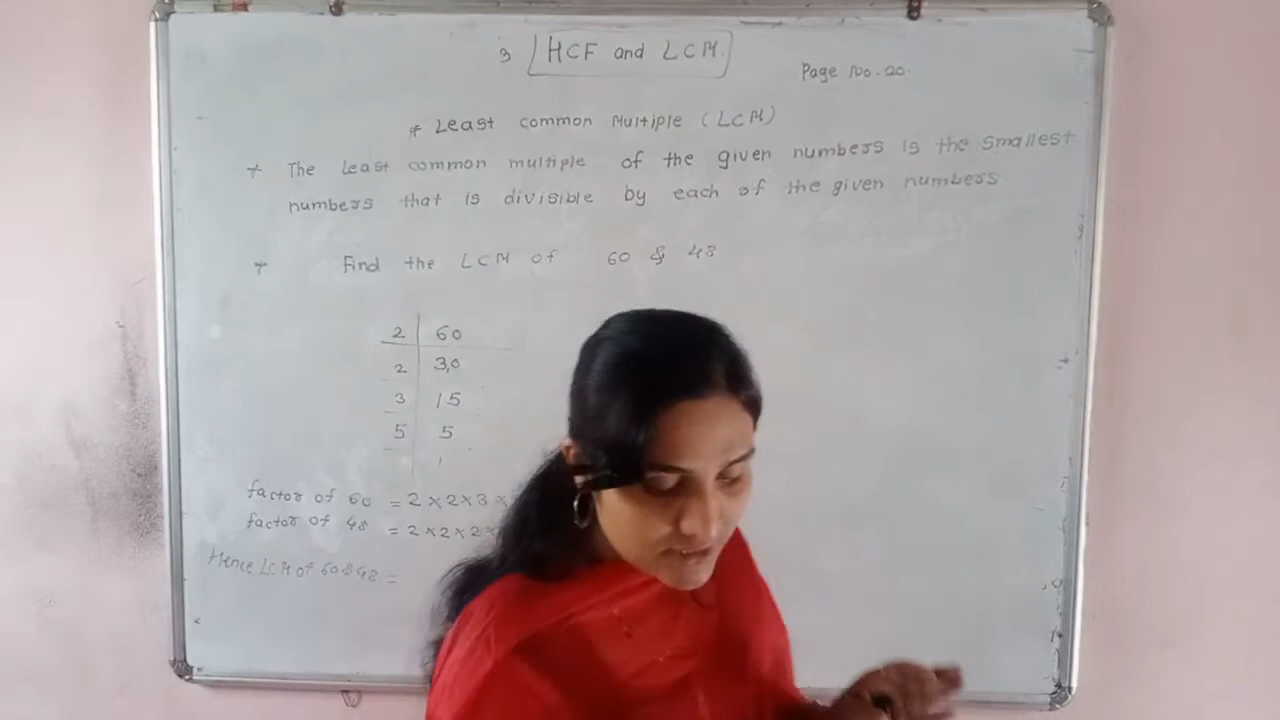 3 HCF and LCM
Page No. 20
* Least common Multiple (LCM)
* The Least common multiple of the given numbers is the smallest
numbers that is divisible by each of the given numbers
* Find the LCM of 60 & 48
2 60
2 30
3 15
5 5
1
factor of 60 = 2 × 2 × 3 ×
factor of 48 = 2 × 2 × 2 ×
Hence LCM of 60 & 48 =